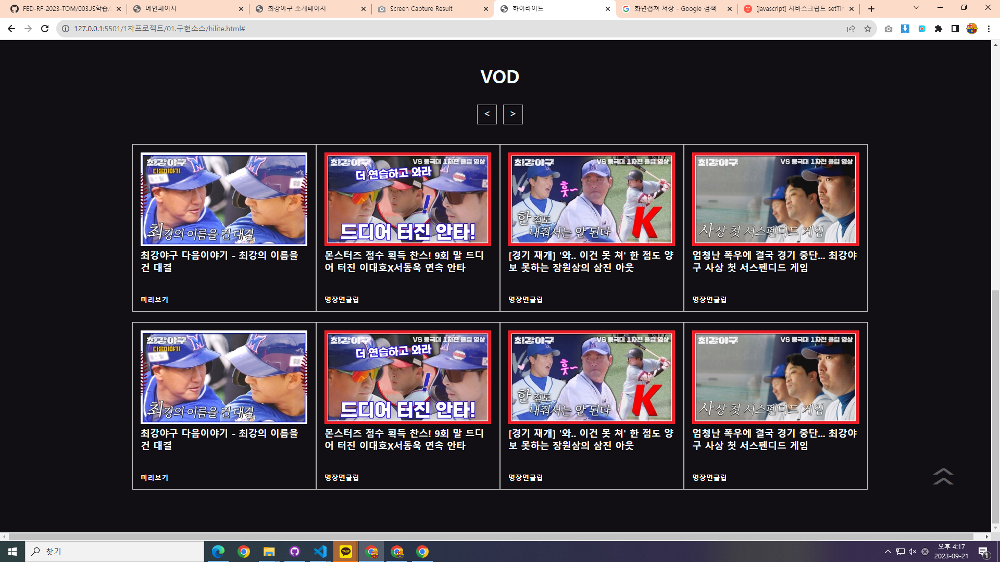 FED-RF-2023-TOM/003.JS학습/
메인페이지
최강야구 소개페이지
Screen Capture Result
하이라이트
화면캡쳐 저장 - Google 검색
[javascript] 자바스크립트 setTim
127.0.0.1:5501/1차프로젝트/01.구현소스/hilite.html#
VOD
< >
최강야구
다음이야기
최강의 이름을 건 대결
최강야구
VS 동국대 1차전 클립 영상
더 연습하고 와라
!
드디어 터진 안타!
최강야구
VS 동국대 1차전 클립 영상
훗~
한 점도
내줘서는 안 된다
K
최강야구
VS 동국대 1차전 클립 영상
사상 첫 서스펜디드 게임
최강야구 다음이야기 - 최강의 이름을
건 대결
미리보기
몬스터즈 점수 획득 찬스! 9회 말 드디
어 터진 이대호X서동욱 연속 안타
명장면클립
[경기 재개] '와.. 이건 못 쳐' 한 점도 양
보 못하는 장원삼의 삼진 아웃
명장면클립
엄청난 폭우에 결국 경기 중단... 최강야
구 사상 첫 서스펜디드 게임
명장면클립
최강야구
다음이야기
최강의 이름을 건 대결
최강야구
VS 동국대 1차전 클립 영상
더 연습하고 와라
!
드디어 터진 안타!
최강야구
VS 동국대 1차전 클립 영상
훗~
한 점도
내줘서는 안 된다
K
최강야구
VS 동국대 1차전 클립 영상
사상 첫 서스펜디드 게임
최강야구 다음이야기 - 최강의 이름을
건 대결
미리보기
몬스터즈 점수 획득 찬스! 9회 말 드디
어 터진 이대호X서동욱 연속 안타
명장면클립
[경기 재개] '와.. 이건 못 쳐' 한 점도 양
보 못하는 장원삼의 삼진 아웃
명장면클립
엄청난 폭우에 결국 경기 중단... 최강야
구 사상 첫 서스펜디드 게임
명장면클립
찾기
TALK
오후 4:17
2023-09-21
1